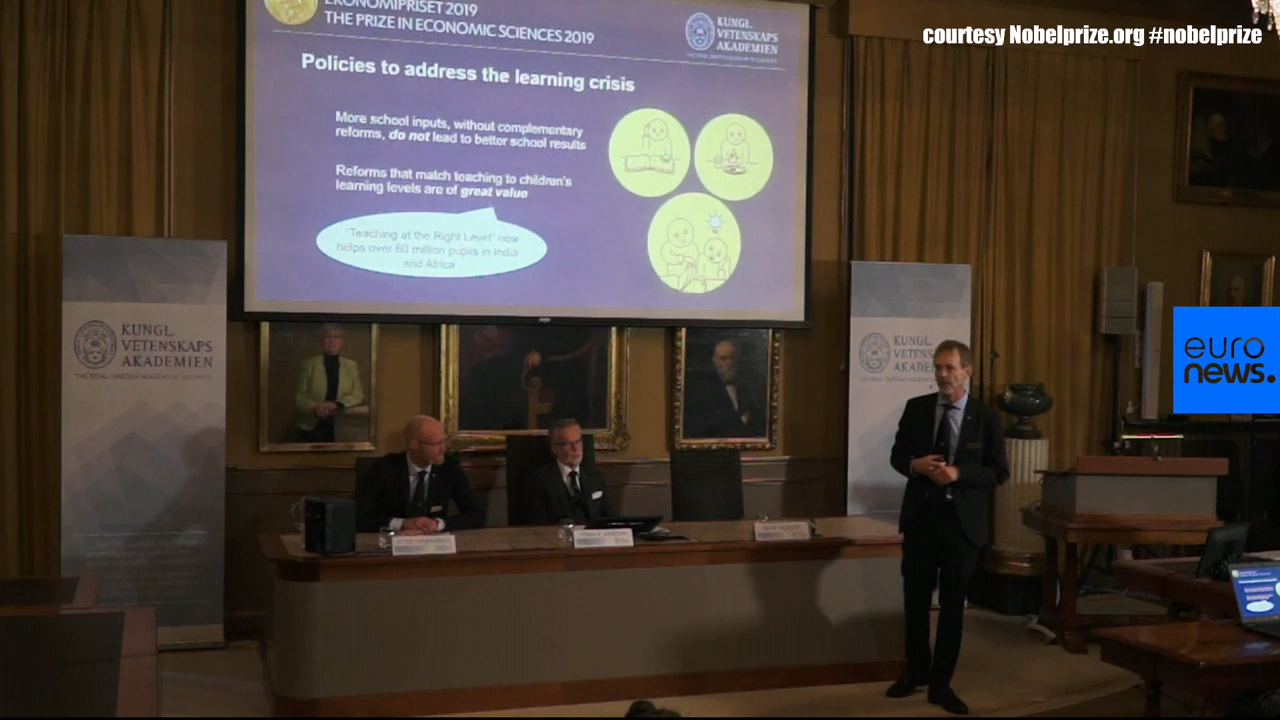 courtesy Nobelprize.org #nobelprize
EKONOMIPRISET 2019
THE PRIZE IN ECONOMIC SCIENCES 2019
KUNGL.
VETENSKAPS
AKADEMIEN
Policies to address the learning crisis
More school inputs, without complementary
reforms, do not lead to better school results
Reforms that match teaching to children's
learning levels are of great value
"Teaching at the Right Level" now
helps over 60 million pupils in India
and Africa
KUNGL.
VETENSKAPS
AKADEMIEN
THE ROYAL SWEDISH ACADEMY OF SCIENCES
KUNGL.
VETENS
AKADE
euro
news.